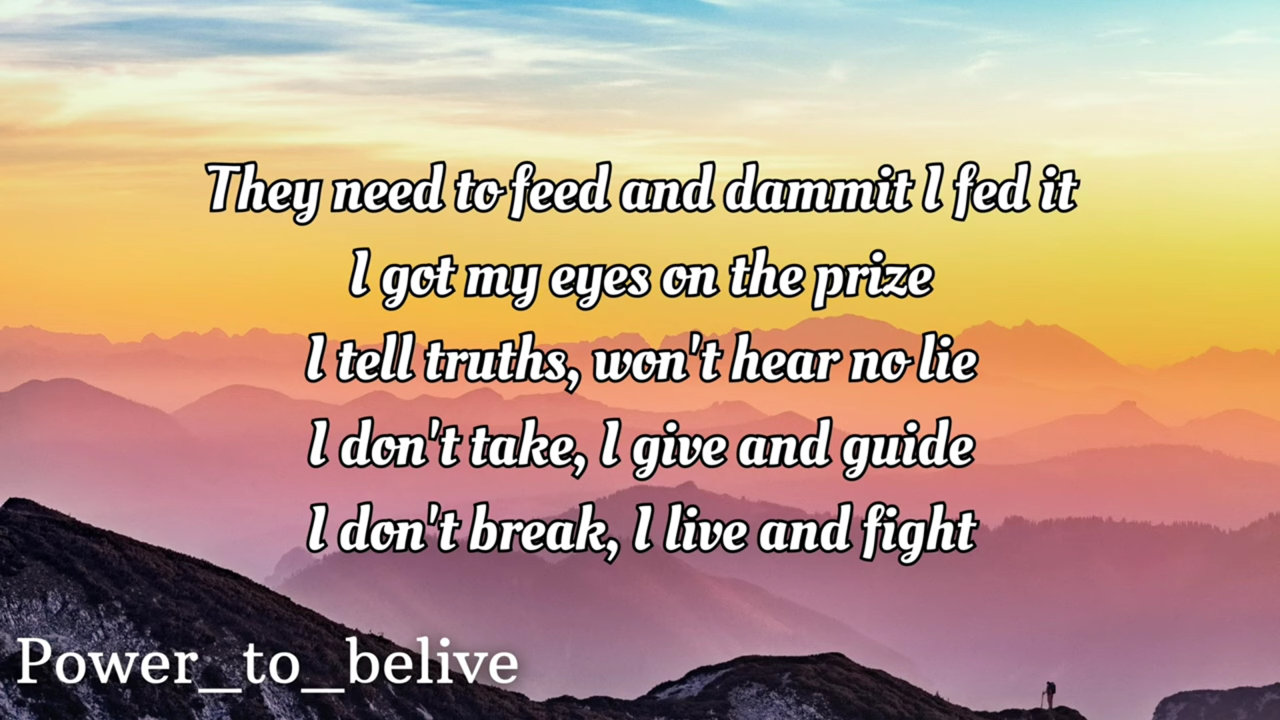 They need to feed and dammit I fed it
I got my eyes on the prize
I tell truths, won't hear no lie
I don't take, I give and guide
I don't break, I live and fight
Power_to_belive